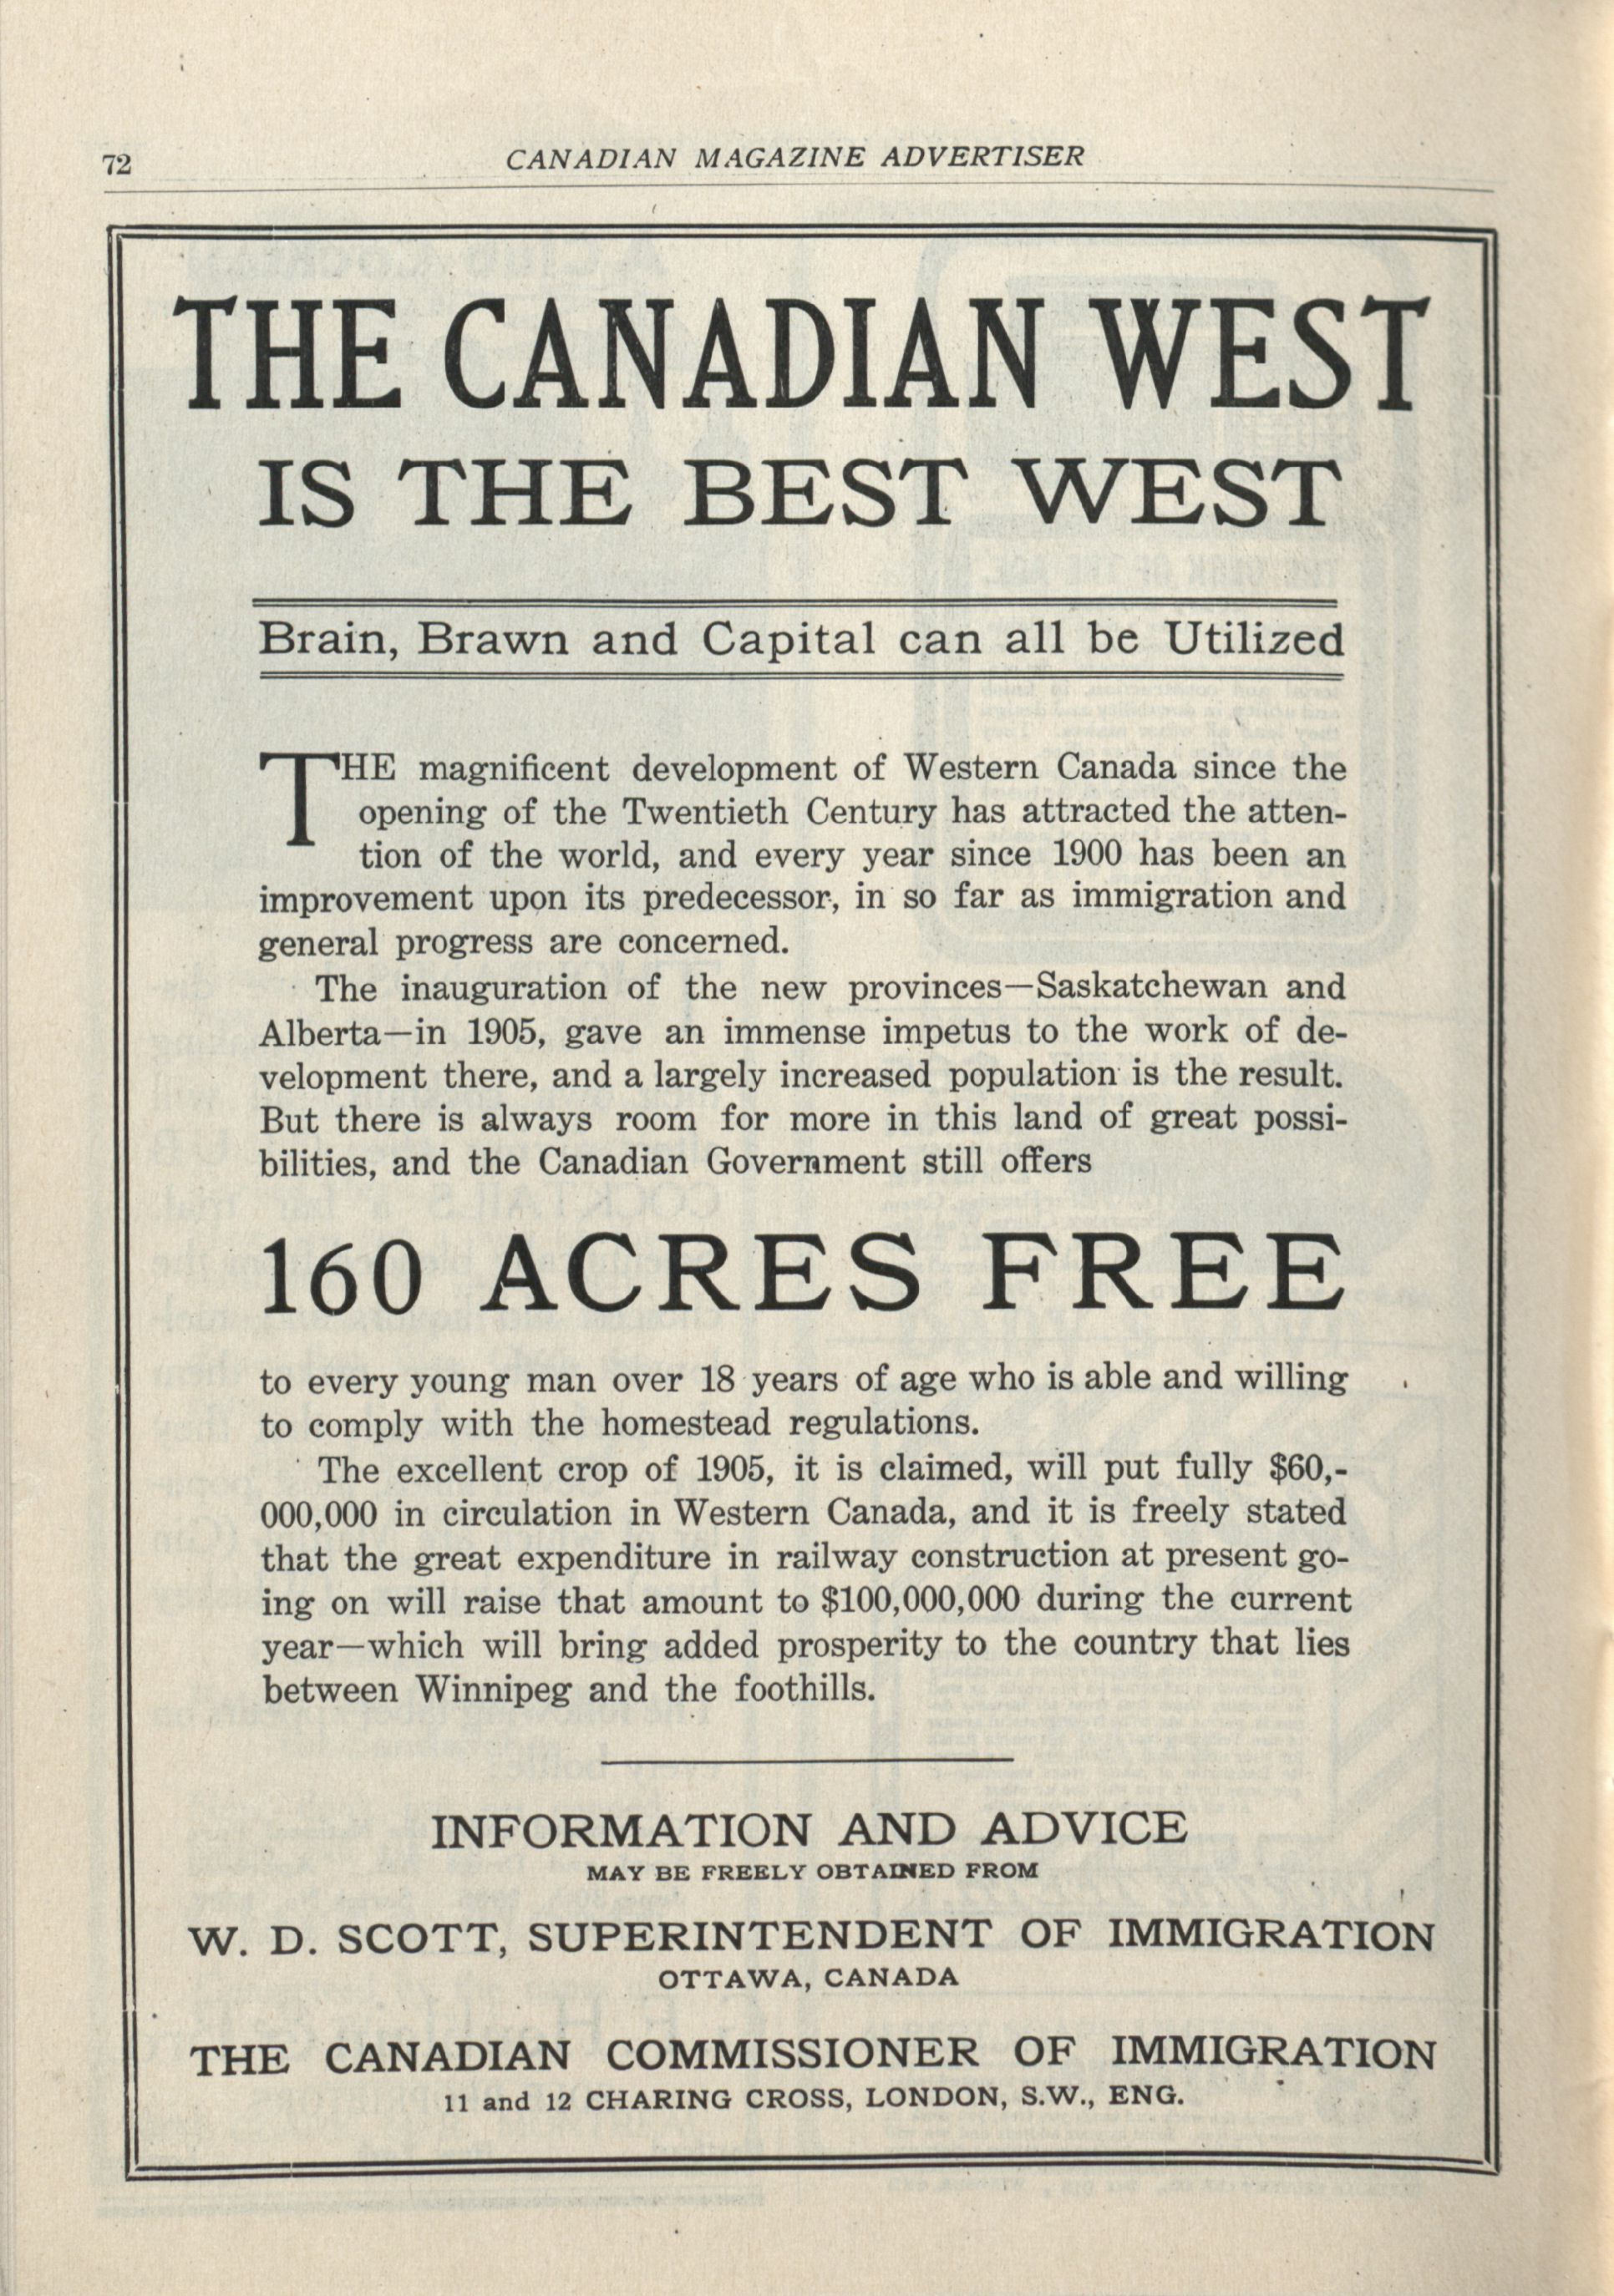 72
CANADIAN MAGAZINE ADVERTISER
THE CANADIAN WEST
IS THE BEST WEST
Brain, Brawn and Capital can all be Utilized
THE magnificent development of Western Canada since the
opening of the Twentieth Century has attracted the atten-
tion of the world, and every year since 1900 has been an
improvement upon its predecessor, in so far as immigration and
general progress are concerned.
The inauguration of the new provinces—Saskatchewan and
Alberta—in 1905, gave an immense impetus to the work of de-
velopment there, and a largely increased population is the result.
But there is always room for more in this land of great possi-
bilities, and the Canadian Government still offers
160 ACRES FREE
to every young man over 18 years of age who is able and willing
to comply with the homestead regulations.
The excellent crop of 1905, it is claimed, will put fully $60,-
000,000 in circulation in Western Canada, and it is freely stated
that the great expenditure in railway construction at present go-
ing on will raise that amount to $100,000,000 during the current
year—which will bring added prosperity to the country that lies
between Winnipeg and the foothills.
INFORMATION AND ADVICE
MAY BE FREELY OBTAINED FROM
W. D. SCOTT, SUPERINTENDENT OF IMMIGRATION
OTTAWA, CANADA
THE CANADIAN COMMISSIONER OF IMMIGRATION
11 and 12 CHARING CROSS, LONDON, S.W., ENG.